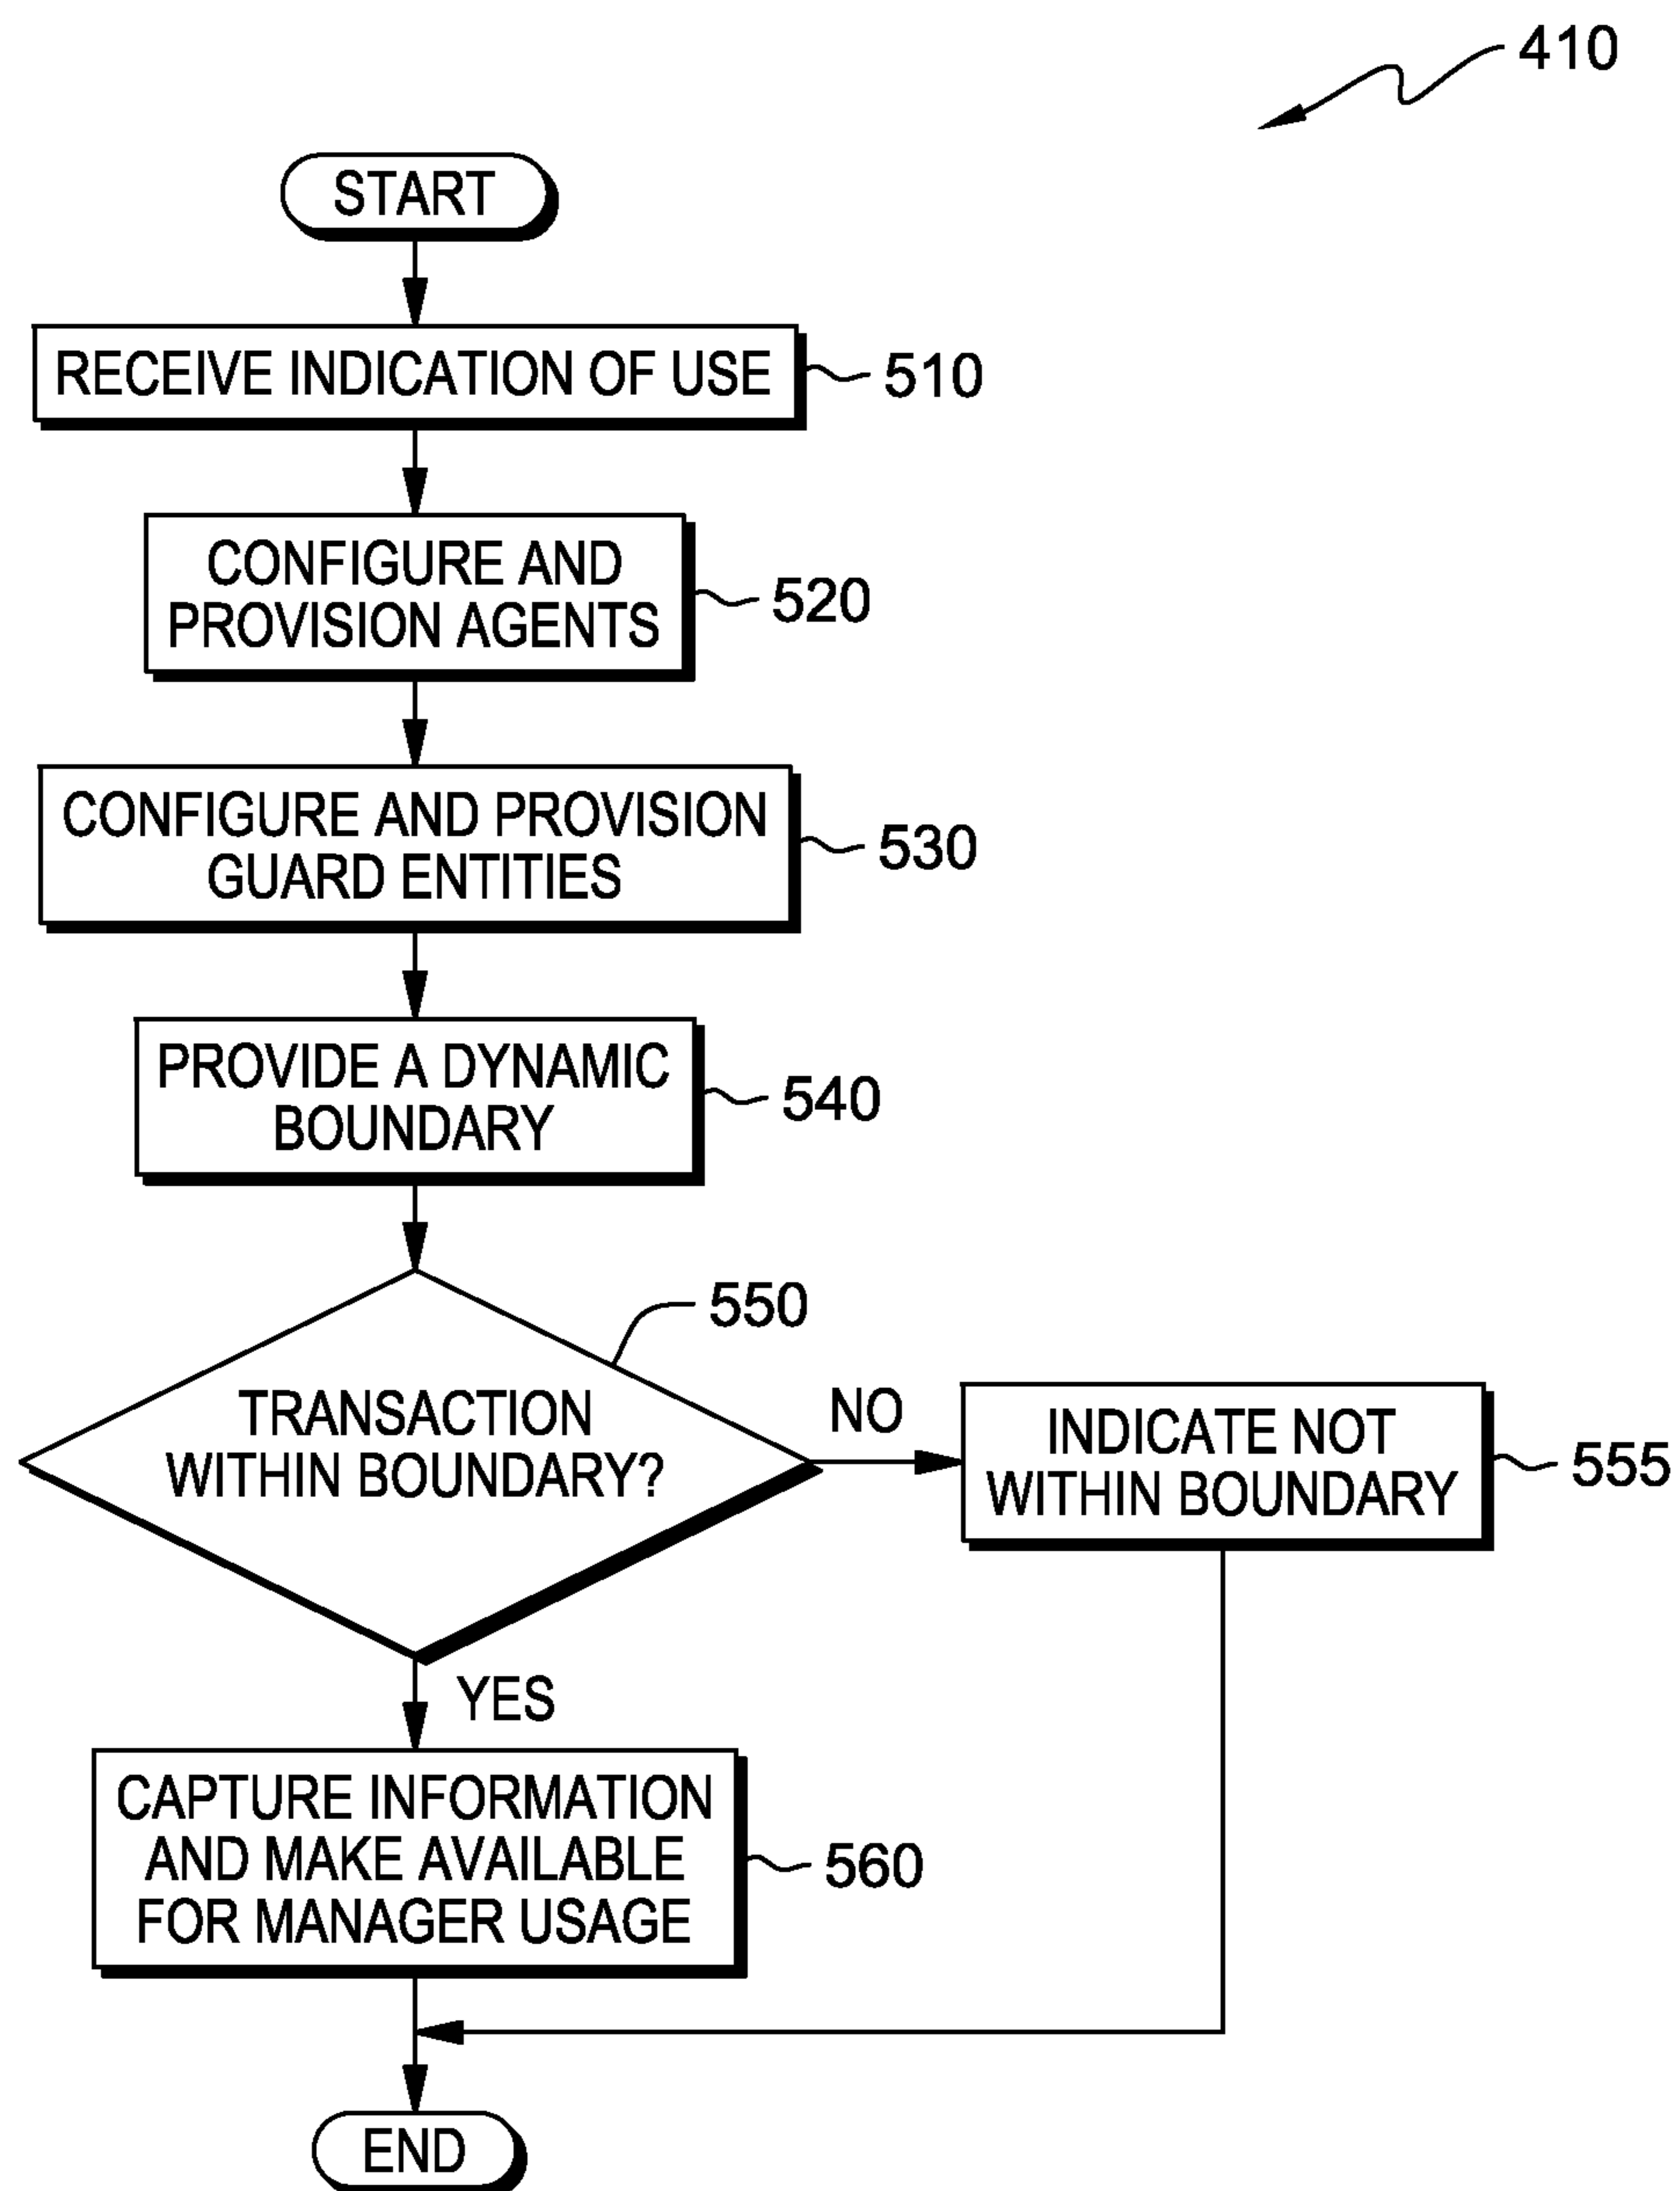 410
START
RECEIVE INDICATION OF USE
510
CONFIGURE AND
PROVISION AGENTS
520
CONFIGURE AND PROVISION
GUARD ENTITIES
530
PROVIDE A DYNAMIC
BOUNDARY
540
550
TRANSACTION
WITHIN BOUNDARY?
NO
INDICATE NOT
WITHIN BOUNDARY
555
YES
CAPTURE INFORMATION
AND MAKE AVAILABLE
FOR MANAGER USAGE
560
END